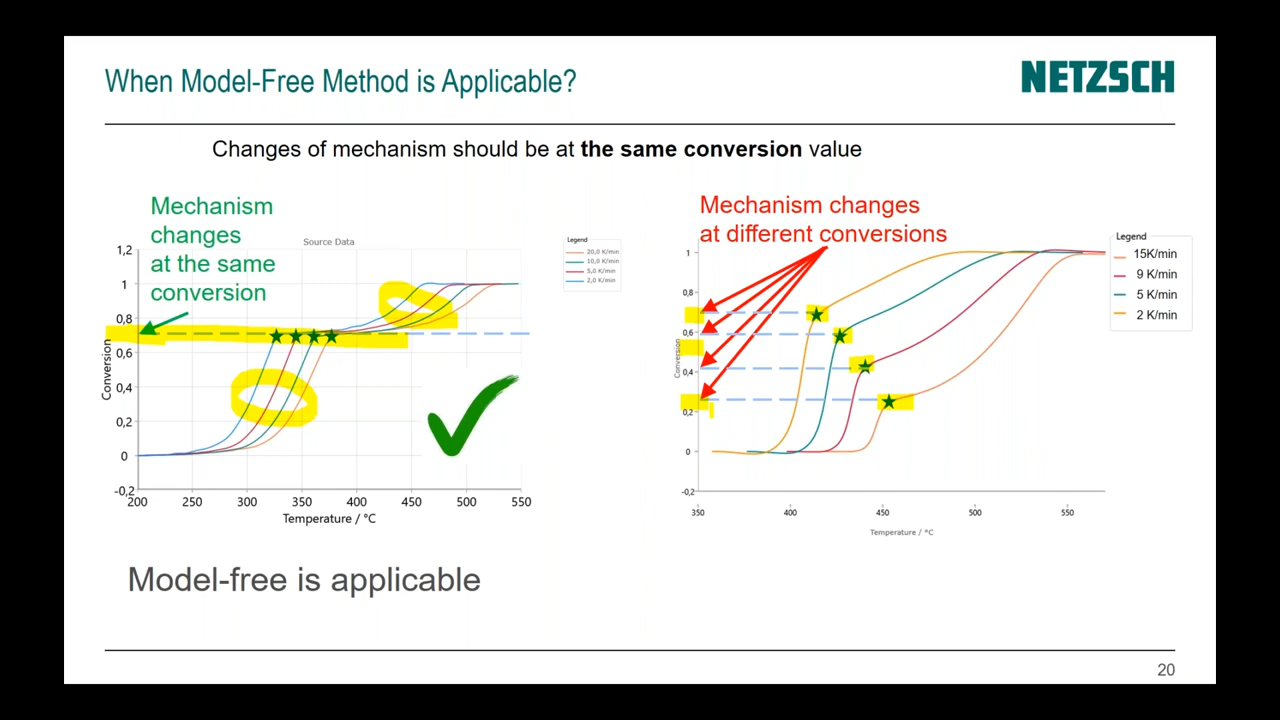 When Model-Free Method is Applicable?
NETZSCH
Changes of mechanism should be at the same conversion value
Mechanism
changes
at the same
conversion
Source Data
Legend
20,0 K/min
10,0 K/min
5,0 K/min
2,0 K/min
1,2
1
0,8
0,6
0,4
0,2
0
-0,2
Conversion
200
250
300
350
400
450
500
550
Temperature / °C
Mechanism changes
at different conversions
Legend
15K/min
9 K/min
5 K/min
2 K/min
1
0,8
0,6
0,4
0,2
0
-0,2
Conversion
350
400
450
500
550
Temperature / °C
Model-free is applicable
20